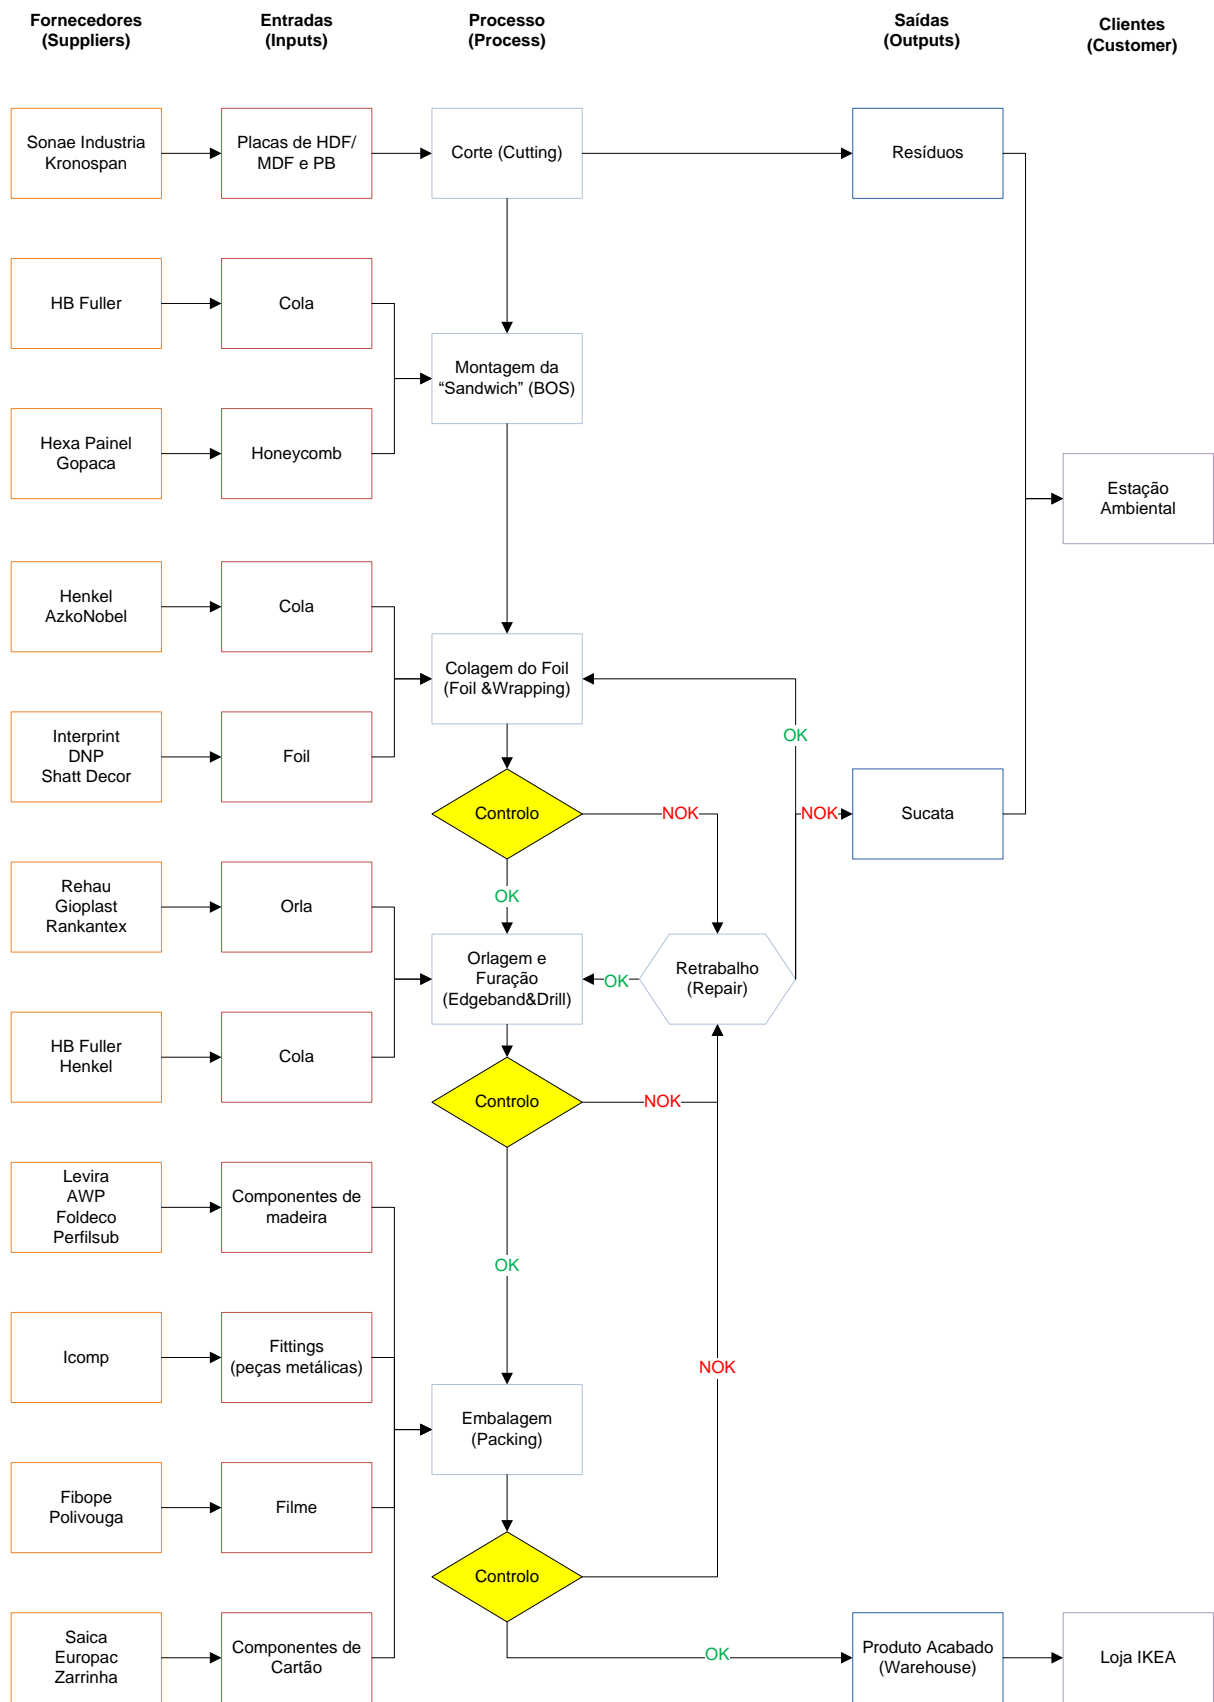 Fornecedores
(Suppliers)
Entradas
(Inputs)
Processo
(Process)
Saídas
(Outputs)
Clientes
(Customer)
Sonae Industria
Kronospan
Placas de HDF/
MDF e PB
Corte (Cutting)
Resíduos
HB Fuller
Cola
Montagem da
“Sandwich” (BOS)
Hexa Painel
Gopaca
Honeycomb
Estação
Ambiental
Henkel
AzkoNobel
Cola
Colagem do Foil
(Foil &Wrapping)
Interprint
DNP
Shatt Decor
Foil
OK
Controlo
NOK
NOK
Sucata
Rehau
Gioplast
Rankantex
Orla
OK
Orlagem e
Furação
(Edgeband&Drill)
OK
Retrabalho
(Repair)
HB Fuller
Henkel
Cola
Controlo
NOK
Levira
AWP
Foldeco
Perfilsub
Componentes de
madeira
OK
Icomp
Fittings
(peças metálicas)
NOK
Embalagem
(Packing)
Fibope
Polivouga
Filme
Controlo
Saica
Europac
Zarrinha
Componentes de
Cartão
OK
Produto Acabado
(Warehouse)
Loja IKEA